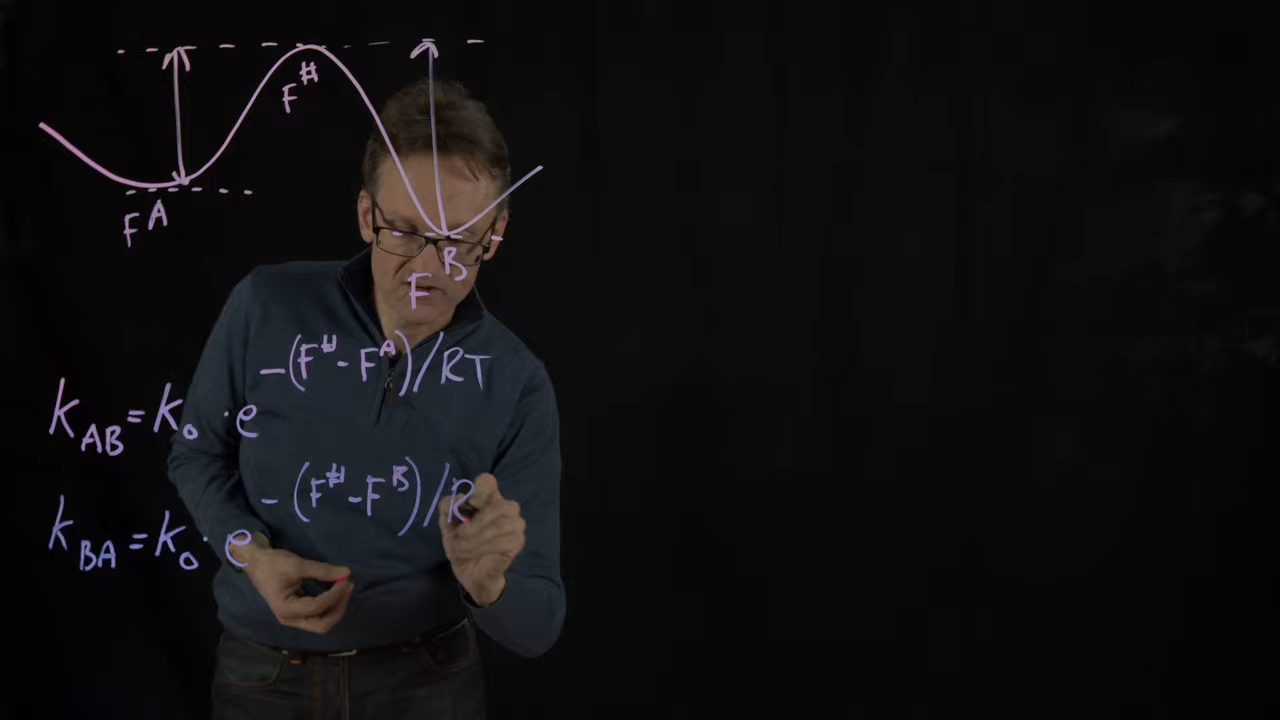 F^#
F^A
F^B
k_AB = k_0 · e^-(F^# - F^A)/RT
k_BA = k_0 · e^-(F^# - F^B)/R